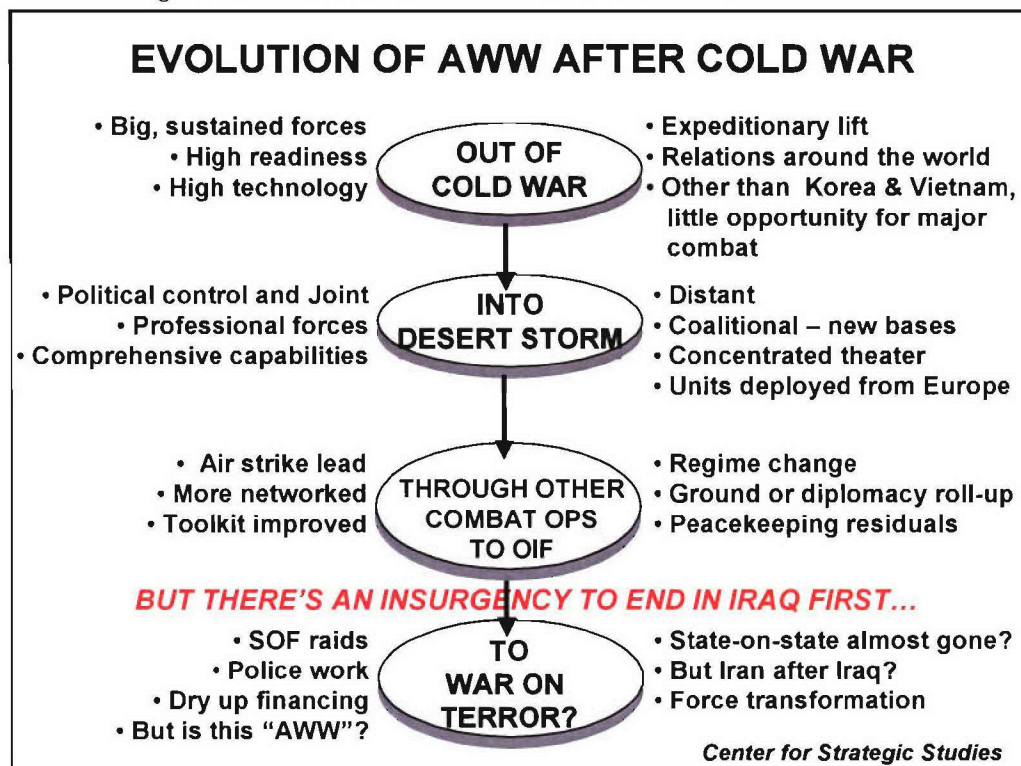 EVOLUTION OF AWW AFTER COLD WAR
• Big, sustained forces
• High readiness
• High technology
OUT OF
COLD WAR
• Expeditionary lift
• Relations around the world
• Other than Korea & Vietnam,
little opportunity for major
combat
• Political control and Joint
• Professional forces
• Comprehensive capabilities
INTO
DESERT STORM
• Distant
• Coalitional – new bases
• Concentrated theater
• Units deployed from Europe
• Air strike lead
• More networked
• Toolkit improved
THROUGH OTHER
COMBAT OPS
TO OIF
• Regime change
• Ground or diplomacy roll-up
• Peacekeeping residuals
BUT THERE'S AN INSURGENCY TO END IN IRAQ FIRST...
• SOF raids
• Police work
• Dry up financing
• But is this “AWW”?
TO
WAR ON
TERROR?
• State-on-state almost gone?
• But Iran after Iraq?
• Force transformation
Center for Strategic Studies